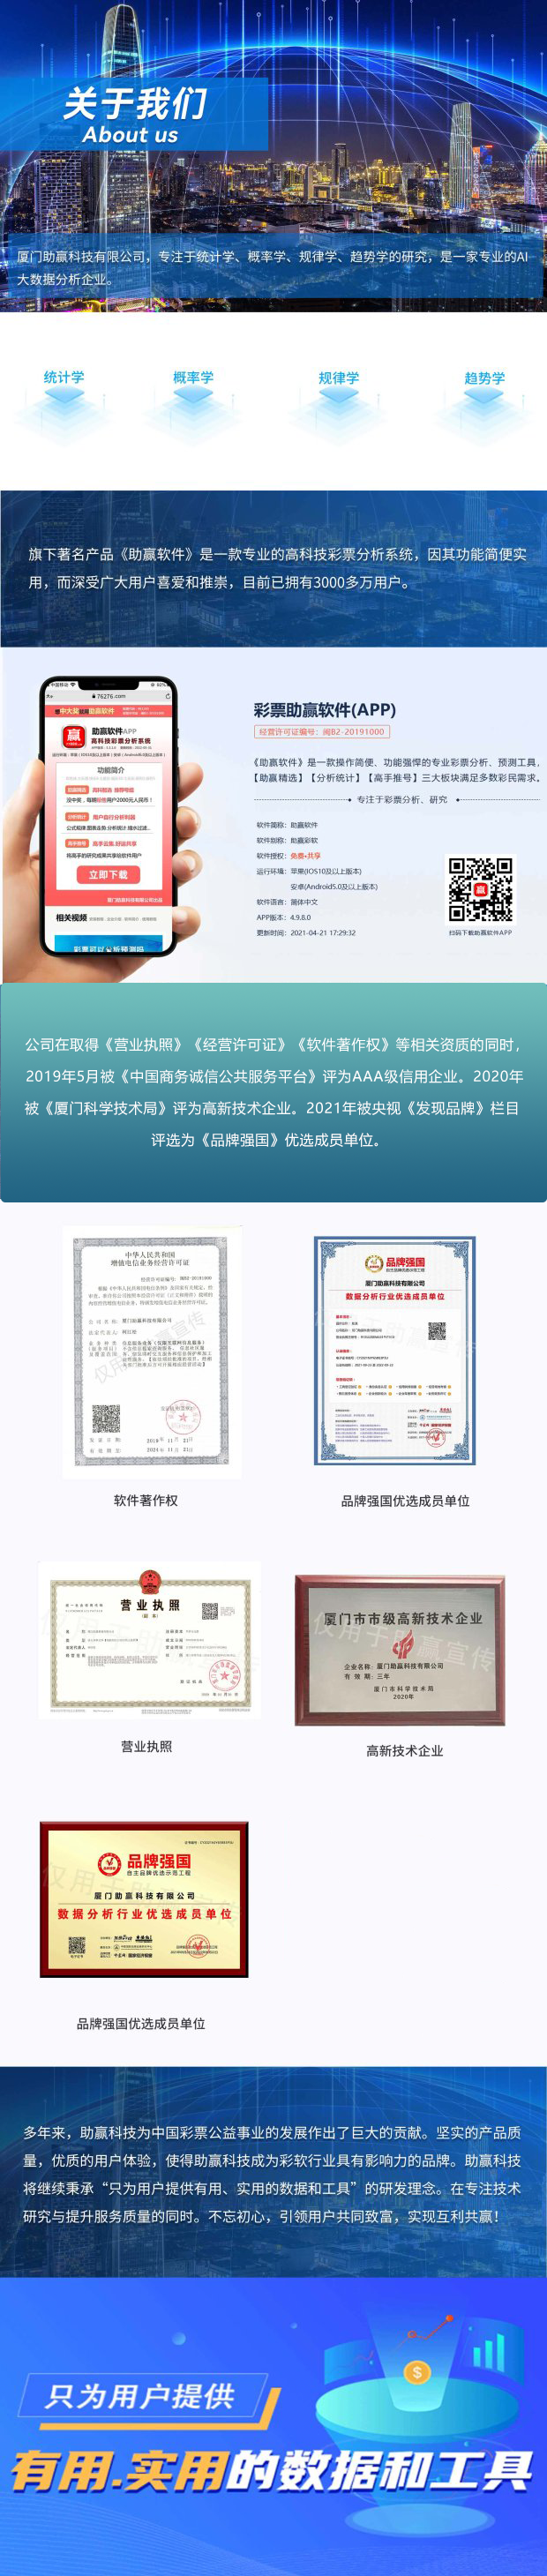 关于我们
About us
厦门助赢科技有限公司，专注于统计学、概率学、规律学、趋势学的研究，是一家专业的AI
大数据分析企业。
统计学
概率学
规律学
趋势学
旗下著名产品《助赢软件》是一款专业的高科技彩票分析系统，因其功能简便实
用，而深受广大用户喜爱和推崇，目前已拥有3000多万用户。
76276.com
助赢软件APP
高科技彩票分析系统
功能简介
立即下载
相关视频
彩票助赢软件(APP)
经营许可证编号：闽B2-20191000
《助赢软件》是一款操作简便、功能强悍的专业彩票分析、预测工具，
【助赢精选】【分析统计】【高手推号】三大板块满足多数彩民需求。
专注于彩票分析、研究
软件简称：助赢软件
软件别称：助赢彩软
软件授权：免费+共享
运行环境：苹果(IOS10及以上版本)
安卓(Android5.0及以上版本)
软件语言：简体中文
APP版本：4.9.8.0
更新时间：2021-04-21 17:29:32
扫码下载助赢软件APP
公司在取得《营业执照》《经营许可证》《软件著作权》等相关资质的同时，
2019年5月被《中国商务诚信公共服务平台》评为AAA级信用企业。2020年
被《厦门科学技术局》评为高新技术企业。2021年被央视《发现品牌》栏目
评选为《品牌强国》优选成员单位。
中华人民共和国
增值电信业务经营许可证
品牌强国
自主品牌优选示范工程
厦门助赢科技有限公司
数据分析行业优选成员单位
软件著作权
品牌强国优选成员单位
营业执照
厦门市市级高新技术企业
企业名称：厦门助赢科技有限公司
有 效 期：三年
厦门市科学技术局
2020年
营业执照
高新技术企业
品牌强国
自主品牌优选示范工程
厦门助赢科技有限公司
数据分析行业优选成员单位
品牌强国优选成员单位
多年来，助赢科技为中国彩票公益事业的发展作出了巨大的贡献。坚实的产品质
量，优质的用户体验，使得助赢科技成为彩软行业具有影响力的品牌。助赢科技
将继续秉承“只为用户提供有用、实用的数据和工具”的研发理念。在专注技术
研究与提升服务质量的同时。不忘初心，引领用户共同致富，实现互利共赢！
只为用户提供
有用.实用的数据和工具